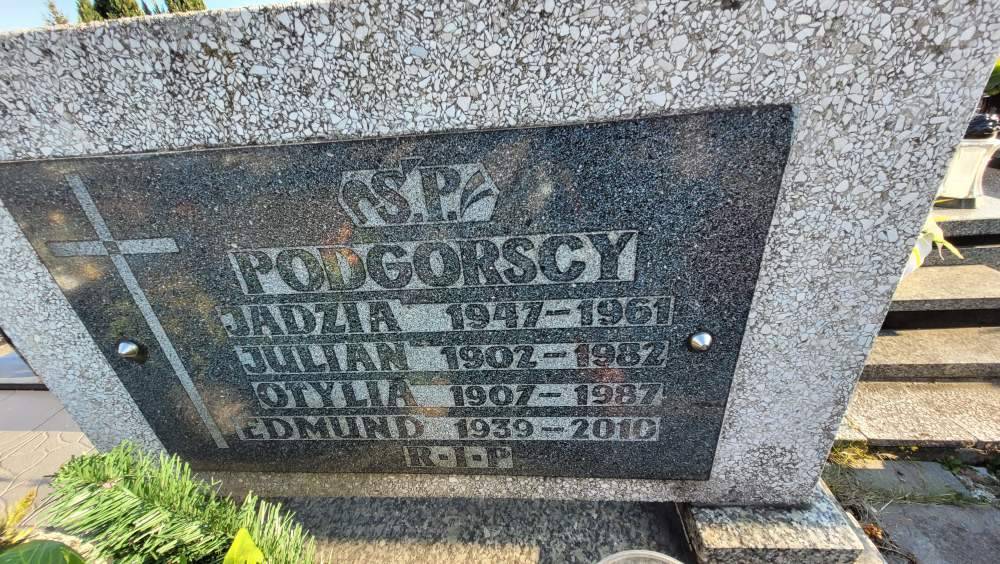 Ś.P.
PODGORSCY
JADZIA 1947-1961
JULIAN 1902-1982
OTYLIA 1907-1987
EDMUND 1939-2010
R-I-P